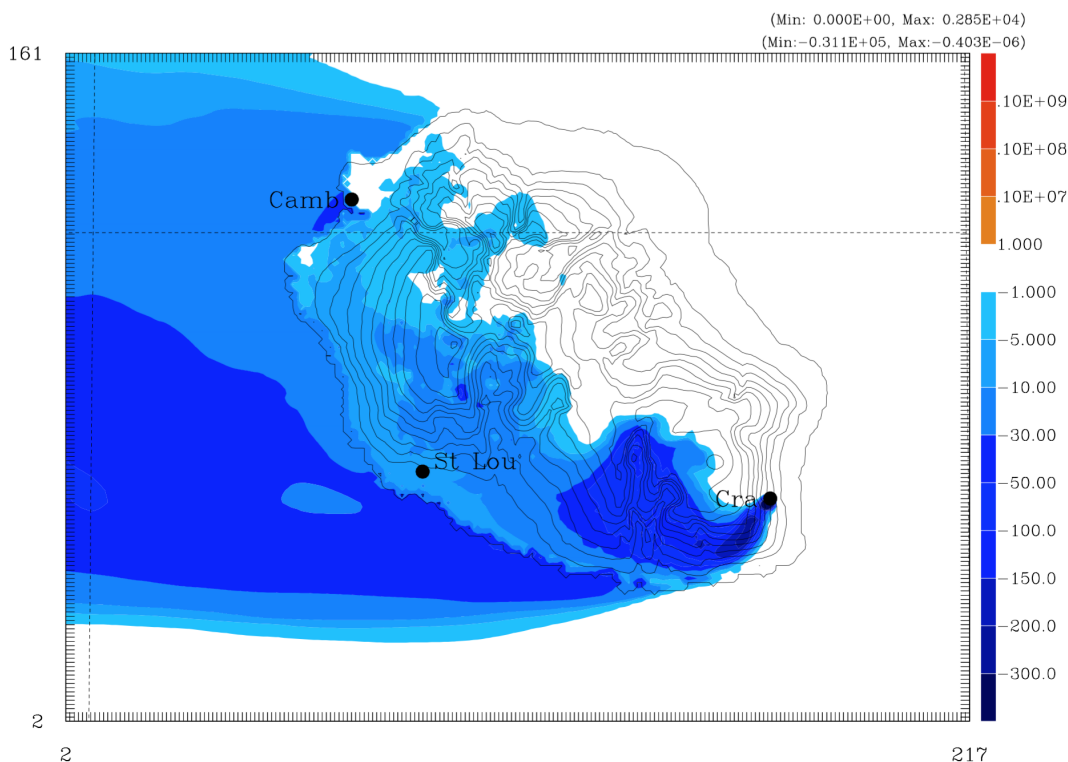 (Min: 0.000E+00, Max: 0.285E+04)
(Min:−0.311E+05, Max:−0.403E−06)
161
.10E+09
.10E+08
Camb
.10E+07
1.000
−1.000
−5.000
−10.00
−30.00
St Lou
−50.00
Cra
−100.0
−150.0
−200.0
−300.0
2
2
217